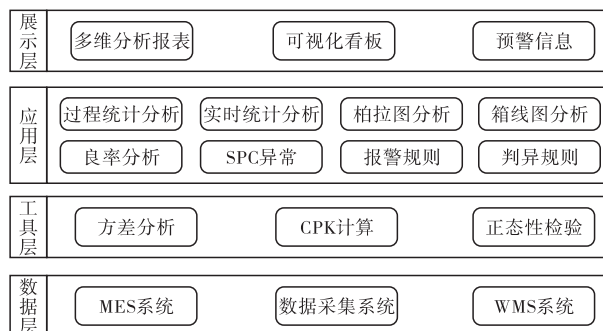 展示层
多维分析报表 可视化看板 预警信息
应用层
过程统计分析 实时统计分析 柏拉图分析 箱线图分析
良率分析 SPC异常 报警规则 判异规则
工具层
方差分析 CPK计算 正态性检验
数据层
MES系统 数据采集系统 WMS系统